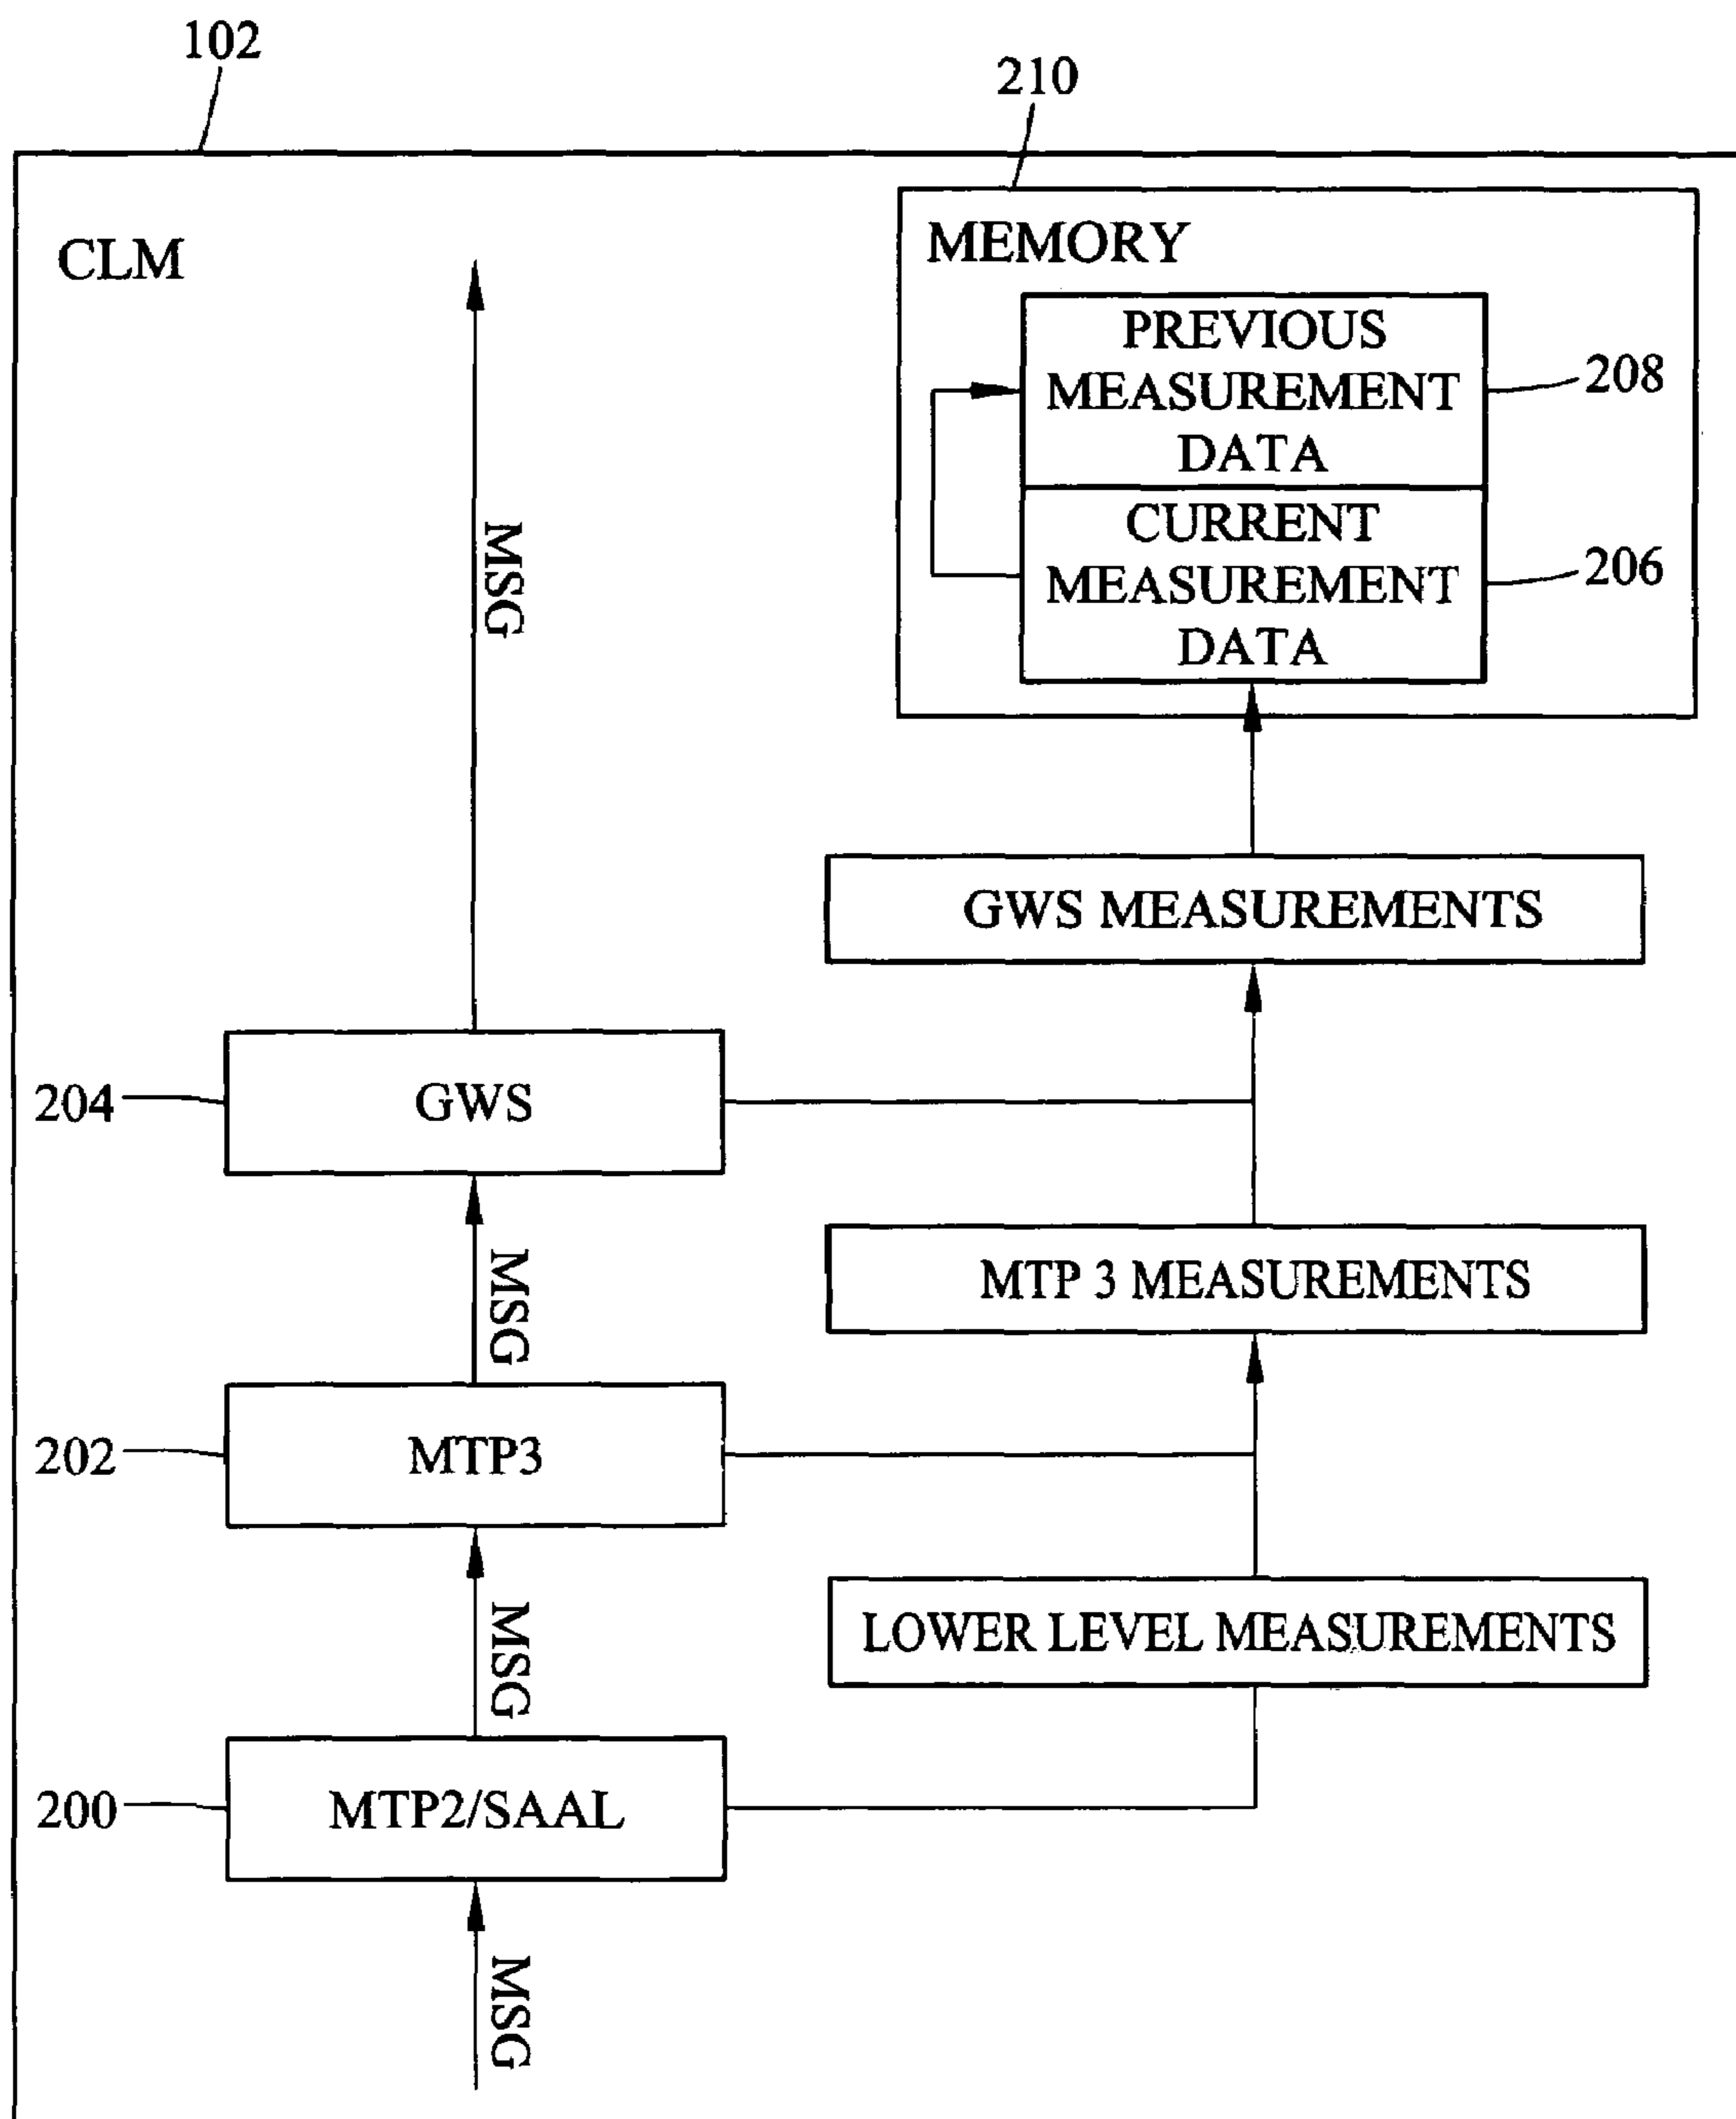 102
210
CLM
MEMORY
PREVIOUS
MEASUREMENT
DATA
208
CURRENT
MEASUREMENT
DATA
206
MSG
GWS MEASUREMENTS
204
GWS
MSG
MTP 3 MEASUREMENTS
202
MTP3
MSG
LOWER LEVEL MEASUREMENTS
200
MTP2/SAAL
MSG